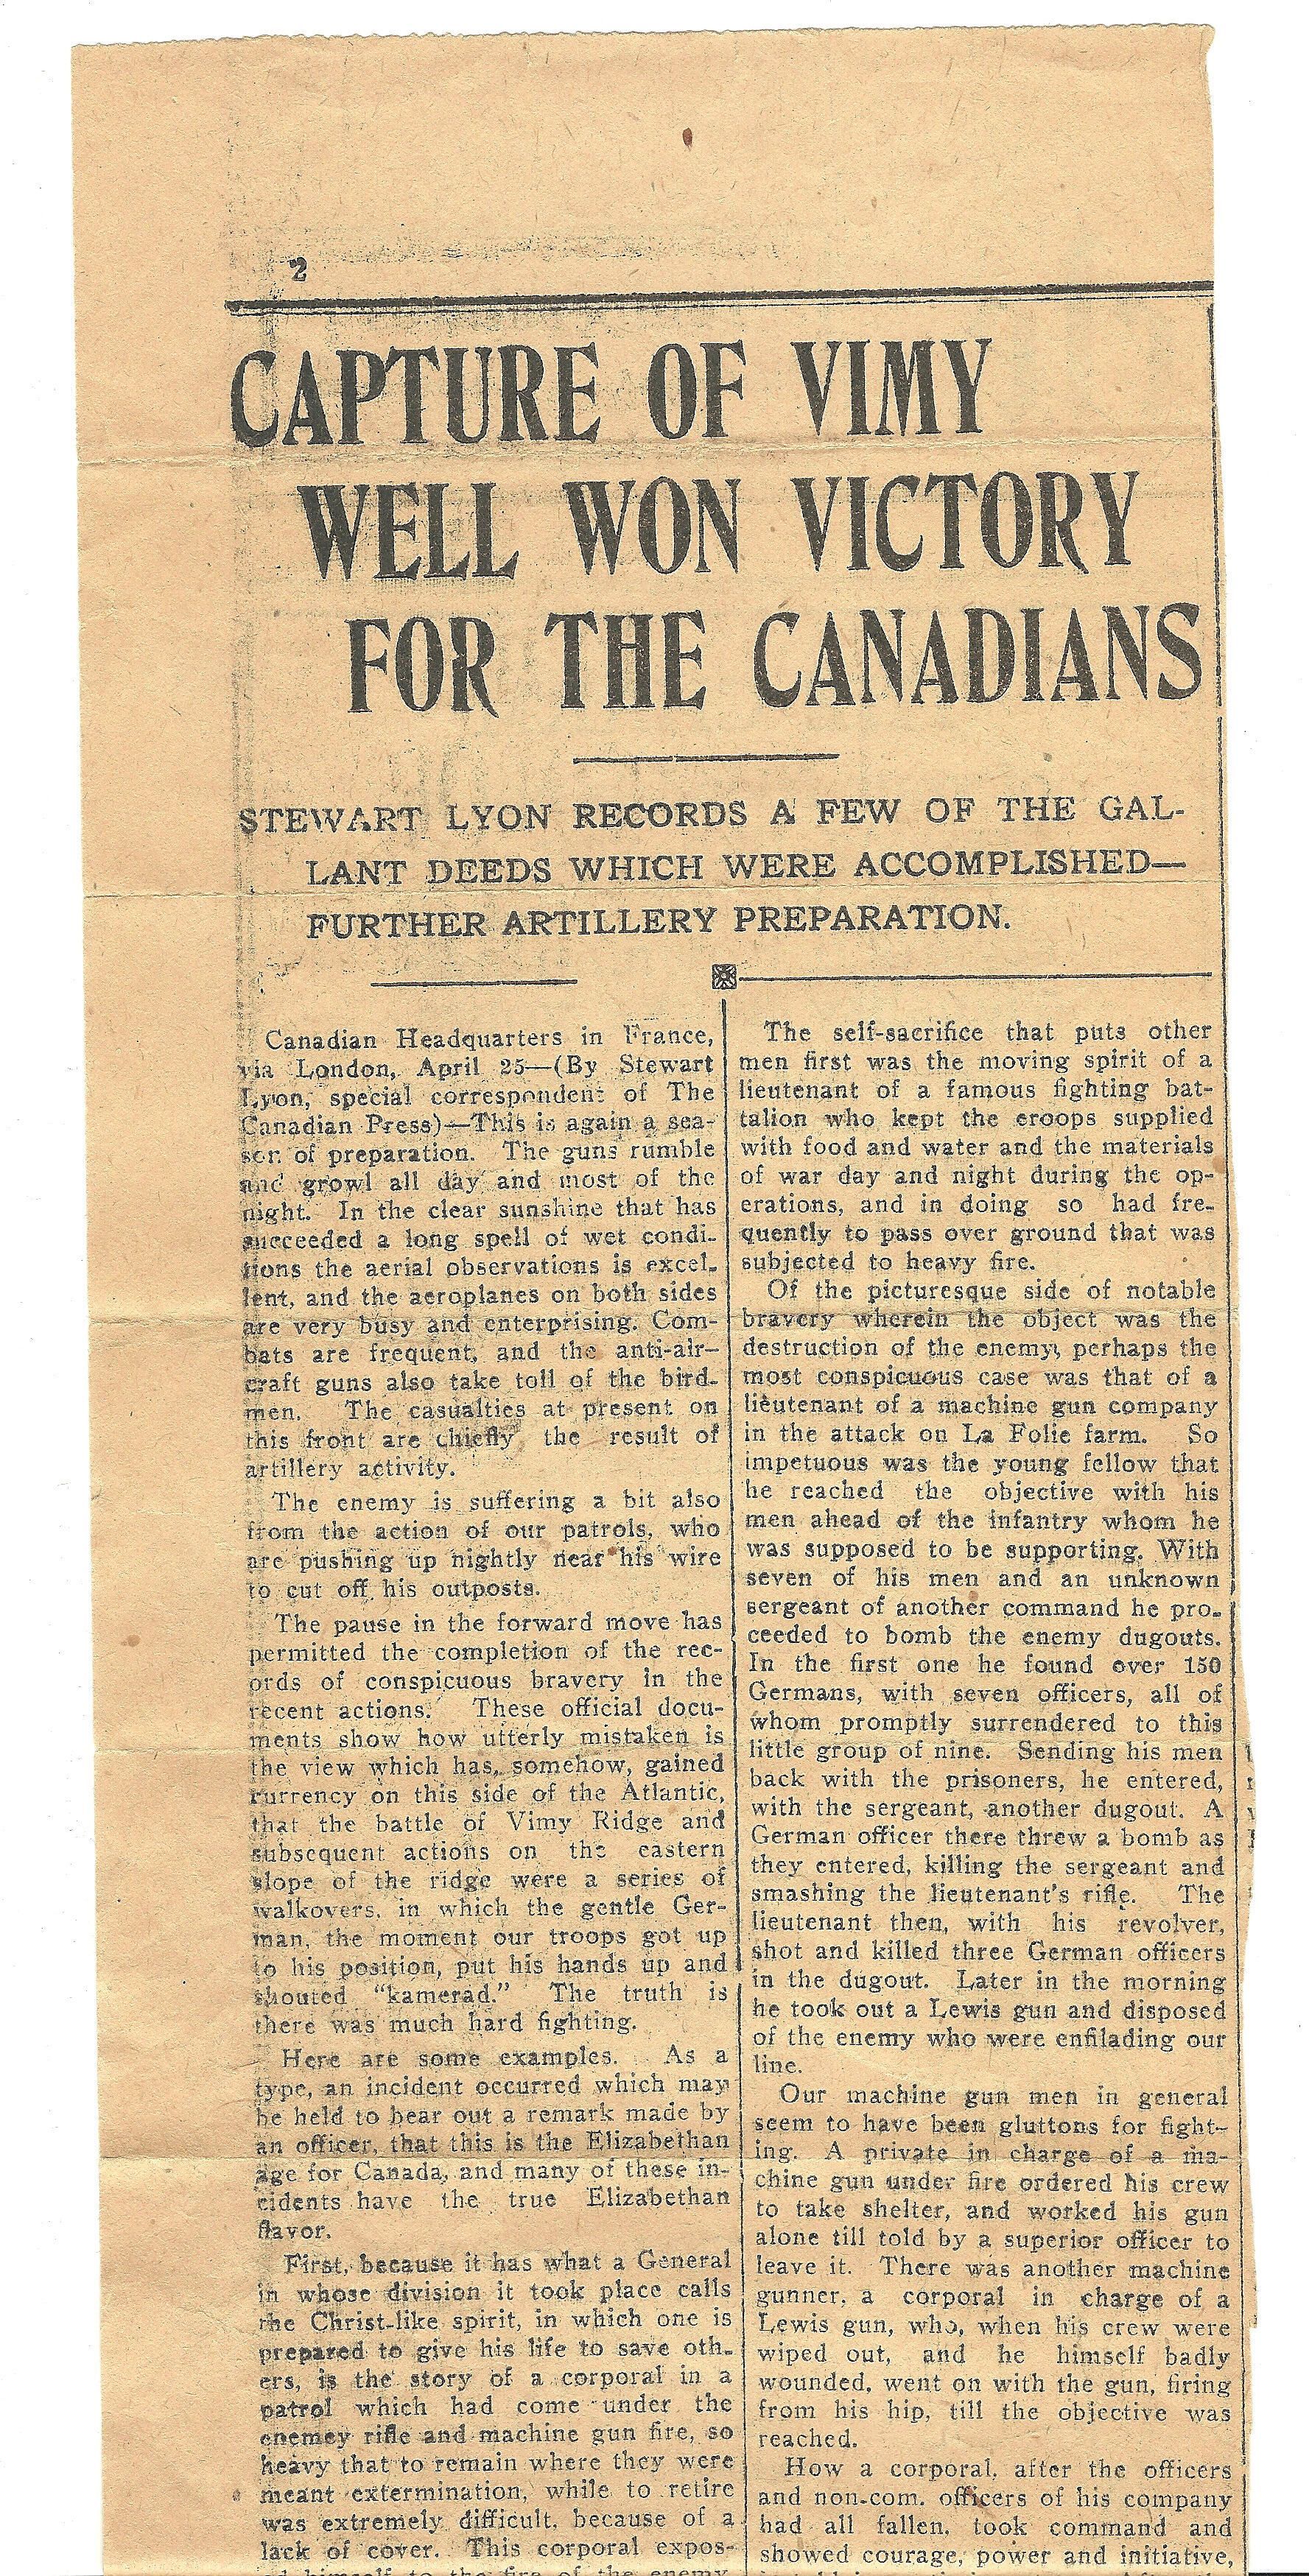 2
CAPTURE OF VIMY
WELL WON VICTORY
FOR THE CANADIANS
STEWART LYON RECORDS A FEW OF THE GAL-
LANT DEEDS WHICH WERE ACCOMPLISHED—
FURTHER ARTILLERY PREPARATION.
Canadian Headquarters in France,
via London, April 25—(By Stewart
Lyon, special correspondent of The
Canadian Press)—This is again a sea-
son of preparation. The guns rumble
and growl all day and most of the
night. In the clear sunshine that has
succeeded a long spell of wet condi-
tions the aerial observations is excel-
lent, and the aeroplanes on both sides
are very busy and enterprising. Com-
bats are frequent, and the anti-air-
craft guns also take toll of the bird-
men. The casualties at present on
this front are chiefly the result of
artillery activity.
The enemy is suffering a bit also
from the action of our patrols, who
are pushing up nightly near his wire
to cut off his outposts.
The pause in the forward move has
permitted the completion of the rec-
ords of conspicuous bravery in the
recent actions. These official docu-
ments show how utterly mistaken is
the view which has, somehow, gained
currency on this side of the Atlantic,
that the battle of Vimy Ridge and
subsequent actions on the eastern
slope of the ridge were a series of
walkovers, in which the gentle Ger-
man, the moment our troops got up
to his position, put his hands up and
shouted "kamerad." The truth is
there was much hard fighting.
Here are some examples. As a
type, an incident occurred which may
be held to bear out a remark made by
an officer, that this is the Elizabethan
age for Canada, and many of these in-
cidents have the true Elizabethan
flavor.
First, because it has what a General
in whose division it took place calls
the Christ-like spirit, in which one is
prepared to give his life to save oth-
ers, is the story of a corporal in a
patrol which had come under the
enemey rifle and machine gun fire, so
heavy that to remain where they were
meant extermination, while to retire
was extremely difficult, because of a
lack of cover. This corporal expos-
himself to the fire of the enemy
The self-sacrifice that puts other
men first was the moving spirit of a
lieutenant of a famous fighting bat-
talion who kept the eroops supplied
with food and water and the materials
of war day and night during the op-
erations, and in doing so had fre-
quently to pass over ground that was
subjected to heavy fire.
Of the picturesque side of notable
bravery wherein the object was the
destruction of the enemy, perhaps the
most conspicuous case was that of a
lieutenant of a machine gun company
in the attack on La Folie farm. So
impetuous was the young fellow that
he reached the objective with his
men ahead of the infantry whom he
was supposed to be supporting. With
seven of his men and an unknown
sergeant of another command he pro-
ceeded to bomb the enemy dugouts.
In the first one he found over 150
Germans, with seven officers, all of
whom promptly surrendered to this
little group of nine. Sending his men
back with the prisoners, he entered,
with the sergeant, another dugout. A
German officer there threw a bomb as
they entered, killing the sergeant and
smashing the lieutenant's rifle. The
lieutenant then, with his revolver,
shot and killed three German officers
in the dugout. Later in the morning
he took out a Lewis gun and disposed
of the enemy who were enfilading our
line.
Our machine gun men in general
seem to have been gluttons for fight-
ing. A private in charge of a ma-
chine gun under fire ordered his crew
to take shelter, and worked his gun
alone till told by a superior officer to
leave it. There was another machine
gunner, a corporal in charge of a
Lewis gun, who, when his crew were
wiped out, and he himself badly
wounded, went on with the gun, firing
from his hip, till the objective was
reached.
How a corporal, after the officers
and non-com. officers of his company
had all fallen, took command and
showed courage, power and initiative,